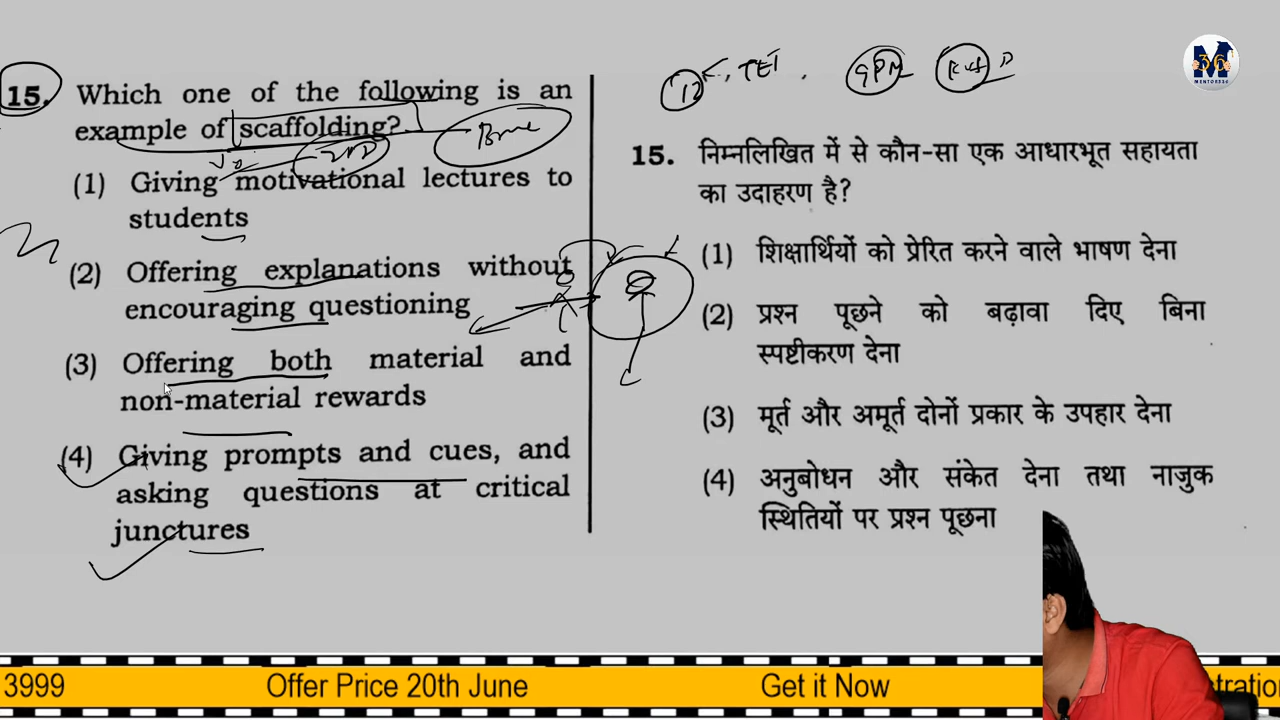 15. Which one of the following is an
example of scaffolding?
(1) Giving motivational lectures to
students
(2) Offering explanations without
encouraging questioning
(3) Offering both material and
non-material rewards
(4) Giving prompts and cues, and
asking questions at critical
junctures
12 TET
M
36
MENTORS36
15. निम्नलिखित में से कौन-सा एक आधारभूत सहायता
का उदाहरण है?
(1) शिक्षार्थियों को प्रेरित करने वाले भाषण देना
(2) प्रश्न पूछने को बढ़ावा दिए बिना
स्पष्टीकरण देना
(3) मूर्त और अमूर्त दोनों प्रकार के उपहार देना
(4) अनुबोधन और संकेत देना तथा नाजुक
स्थितियों पर प्रश्न पूछना
3999 Offer Price 20th June Get it Now